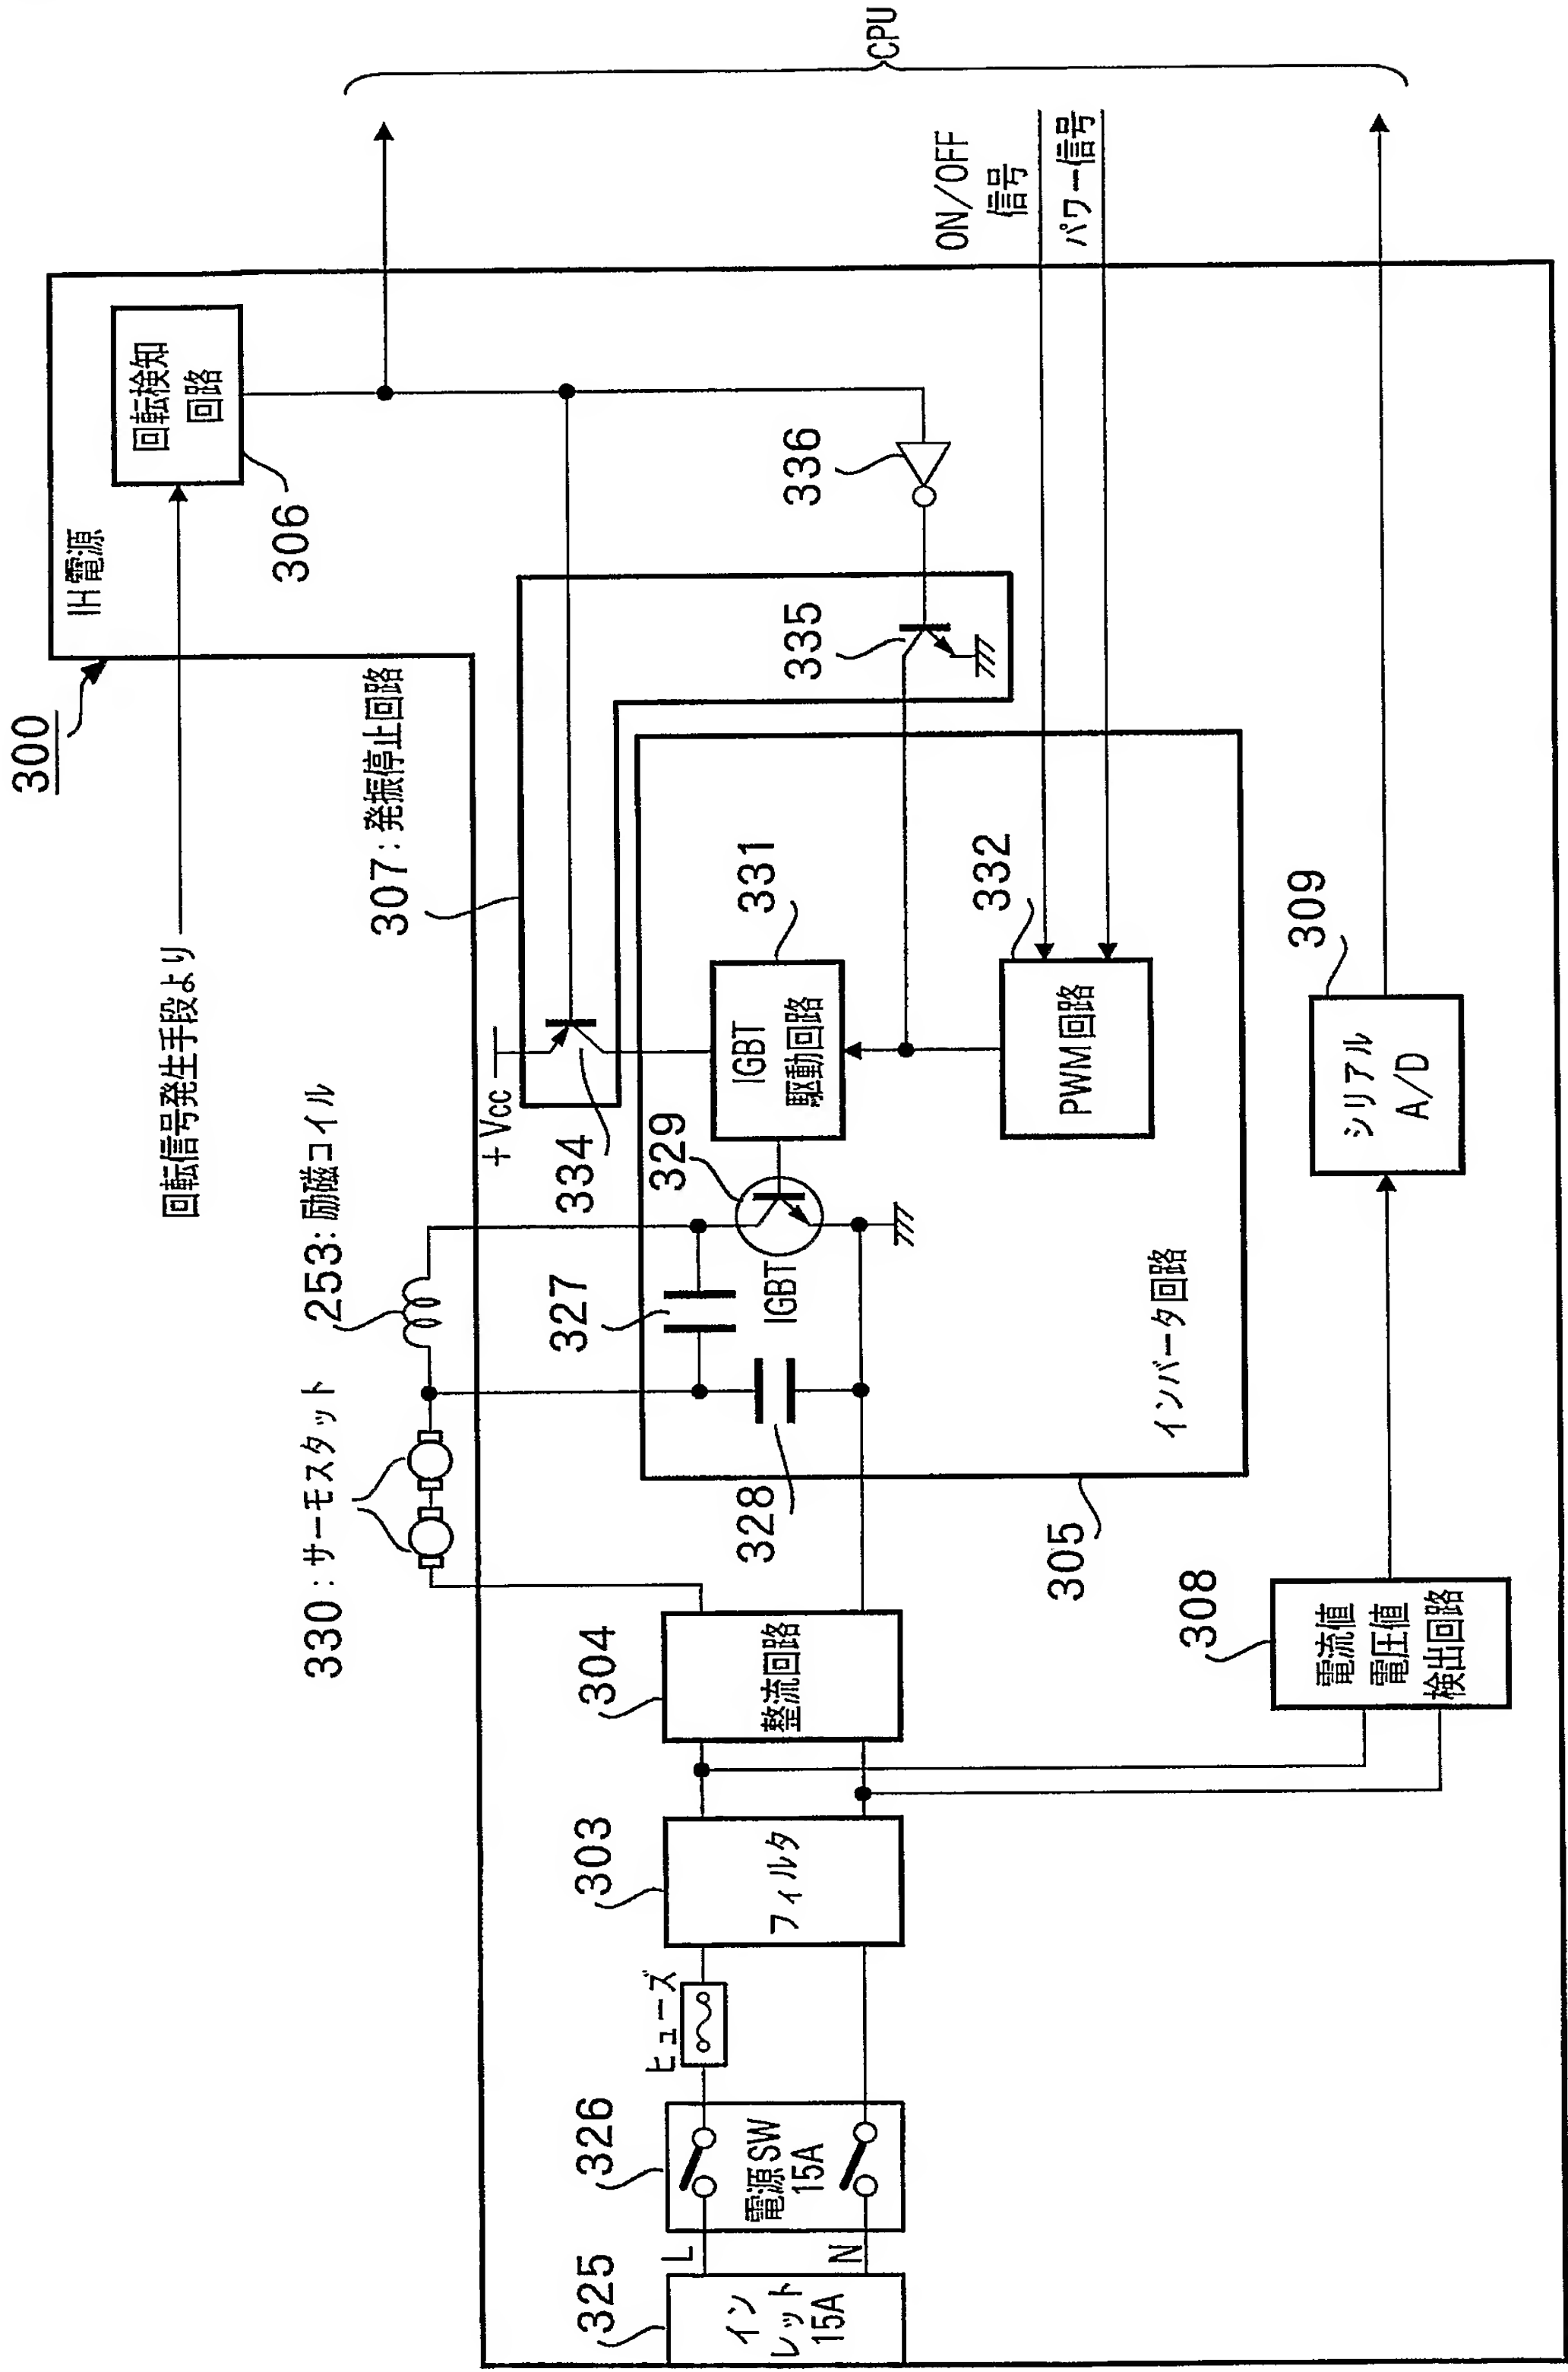 300
IH電源
回転検知
回路
306
CPU
回転信号発生手段より
307:発振停止回路
ON/OFF
信号
パワー信号
330:サーモスタット
253:励磁コイル
+Vcc
334
335
336
325
イン
レット
15A
L
N
326
電源SW
15A
ヒューズ
303
フィルタ
304
整流回路
327
328
329
IGBT
331
IGBT
駆動回路
332
PWM回路
305
インバータ回路
308
電流値
電圧値
検出回路
309
シリアル
A/D